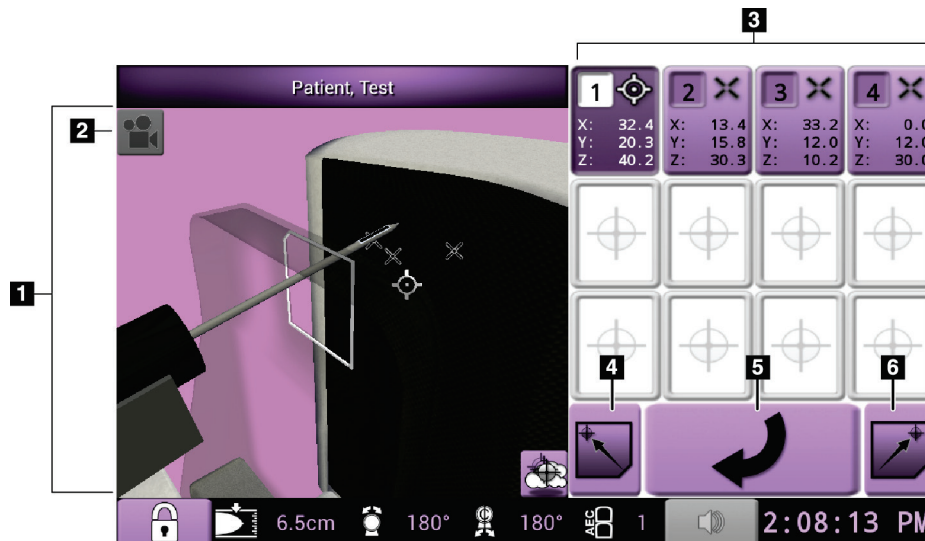 3
Patient, Test
1
2
1 2 3 4
X: 32.4 X: 13.4 X: 33.2 X: 0.0
Y: 20.3 Y: 15.8 Y: 12.0 Y: 12.0
Z: 40.2 Z: 30.3 Z: 10.2 Z: 30.0
4
5
6
6.5cm 180° 180° AEC 1 2:08:13 PM